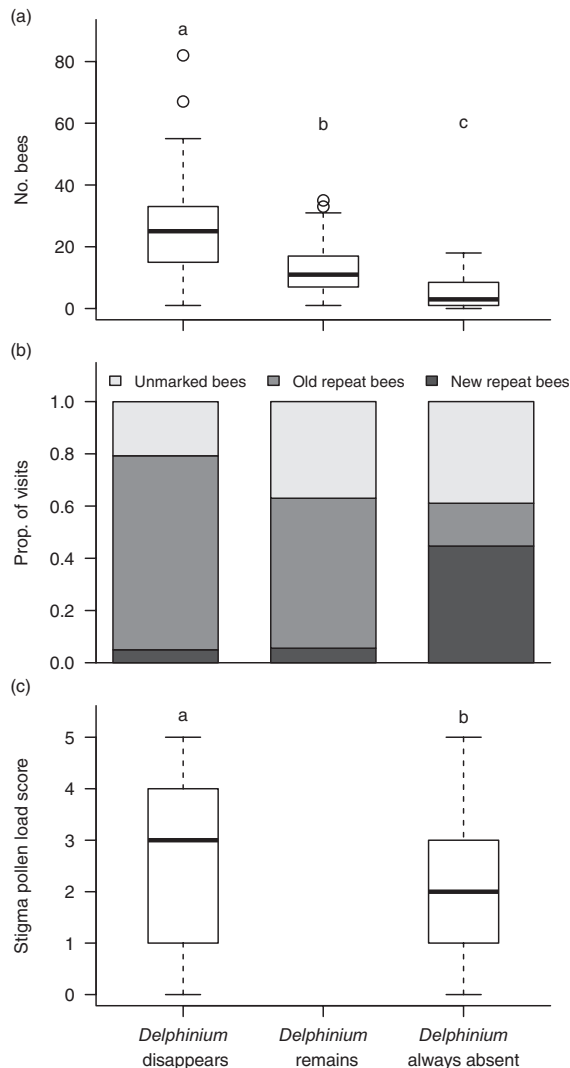 (a)
a
b
c
No. bees
80
60
40
20
0
(b)
Unmarked bees Old repeat bees New repeat bees
Prop. of visits
1.0
0.8
0.6
0.4
0.2
0.0
(c)
a
b
Stigma pollen load score
5
4
3
2
1
0
Delphinium Delphinium Delphinium
disappears remains always absent